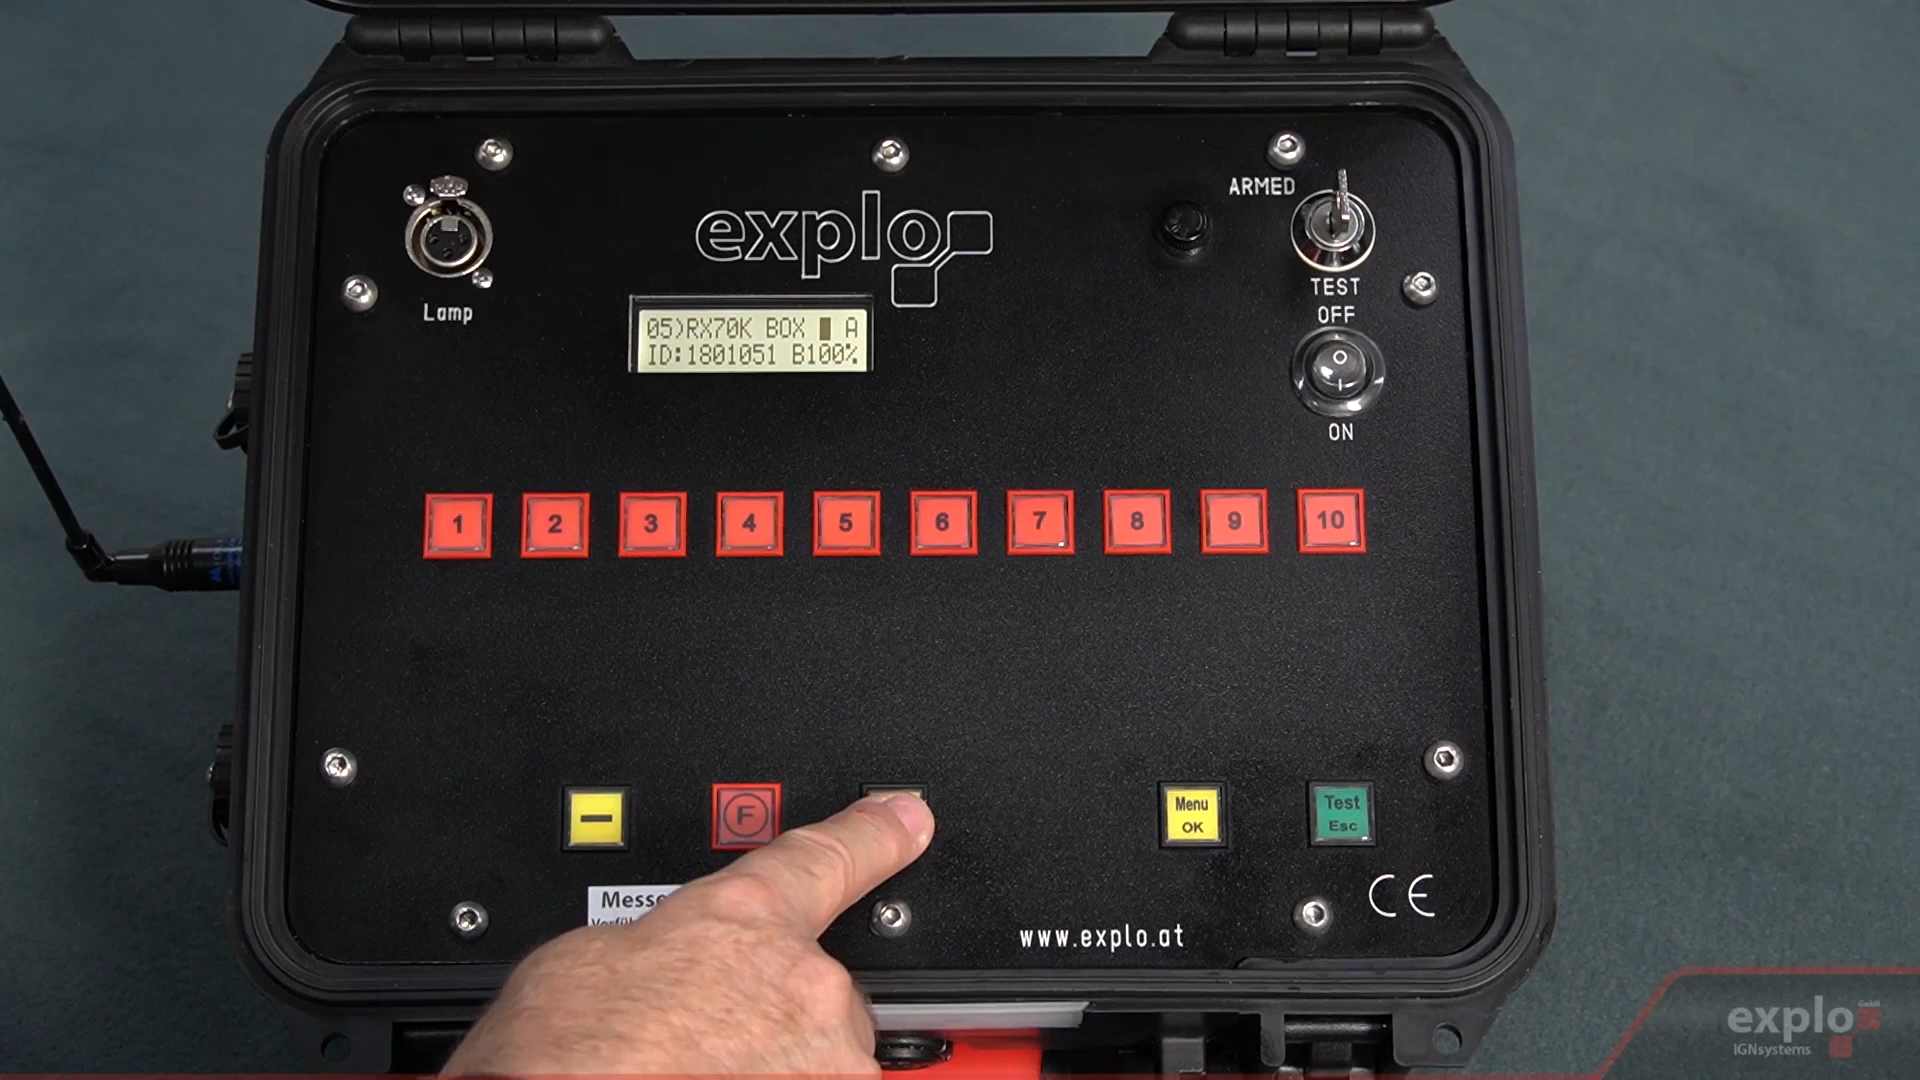 ARMED
explo
TEST
OFF
Lamp
05)RX70K BOX A
ID:1801051 B100%
ON
1 2 3 4 5 6 7 8 9 10
F
Menu
OK
Test
Esc
CE
www.explo.at
explo GmbH
IGNsystems